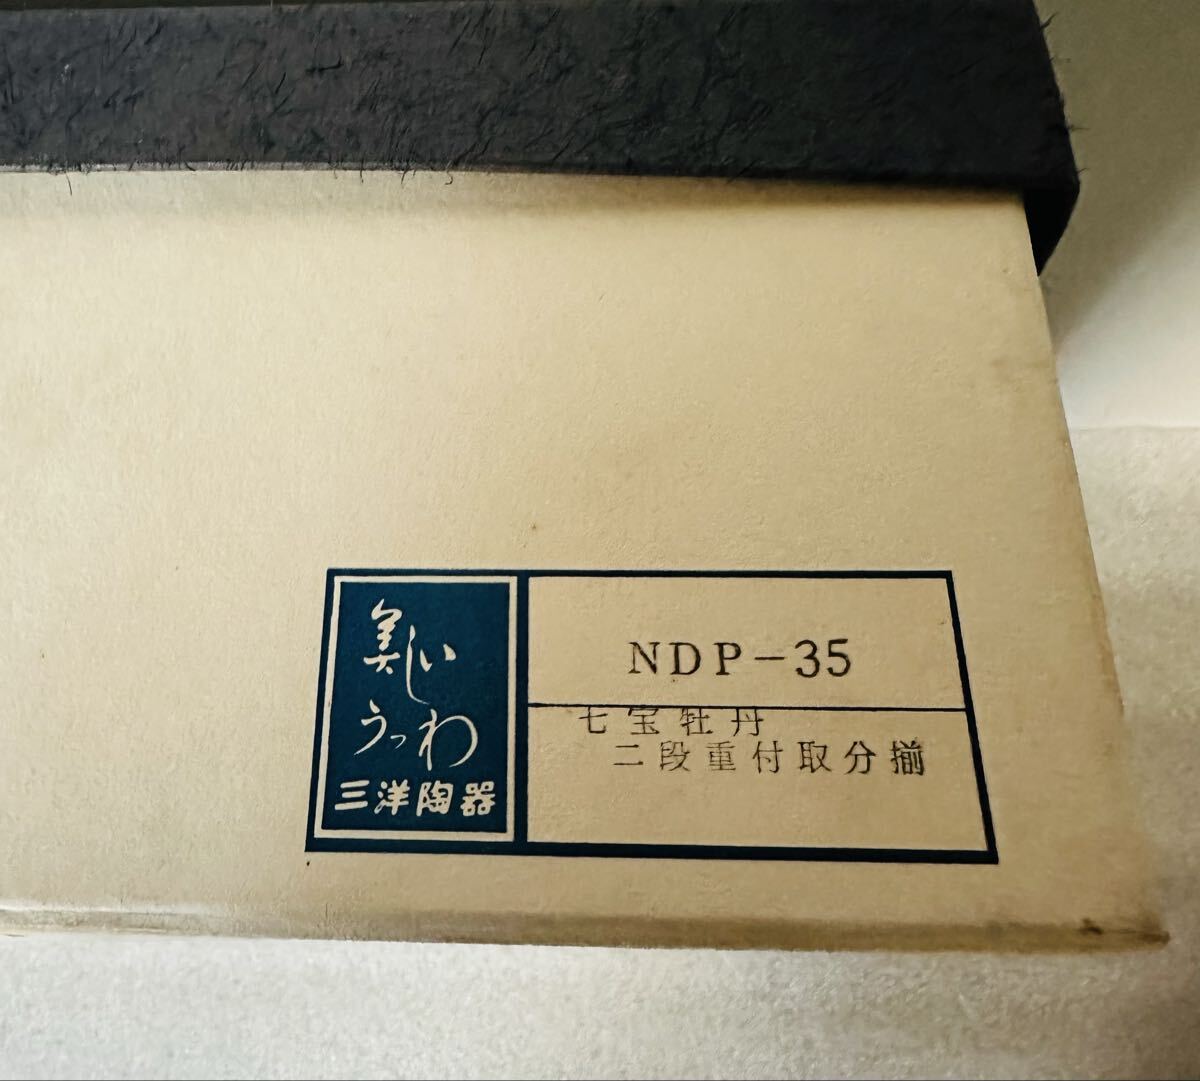 美しい
うつわ
三洋陶器
NDP-35
七宝牡丹
二段重付取分揃